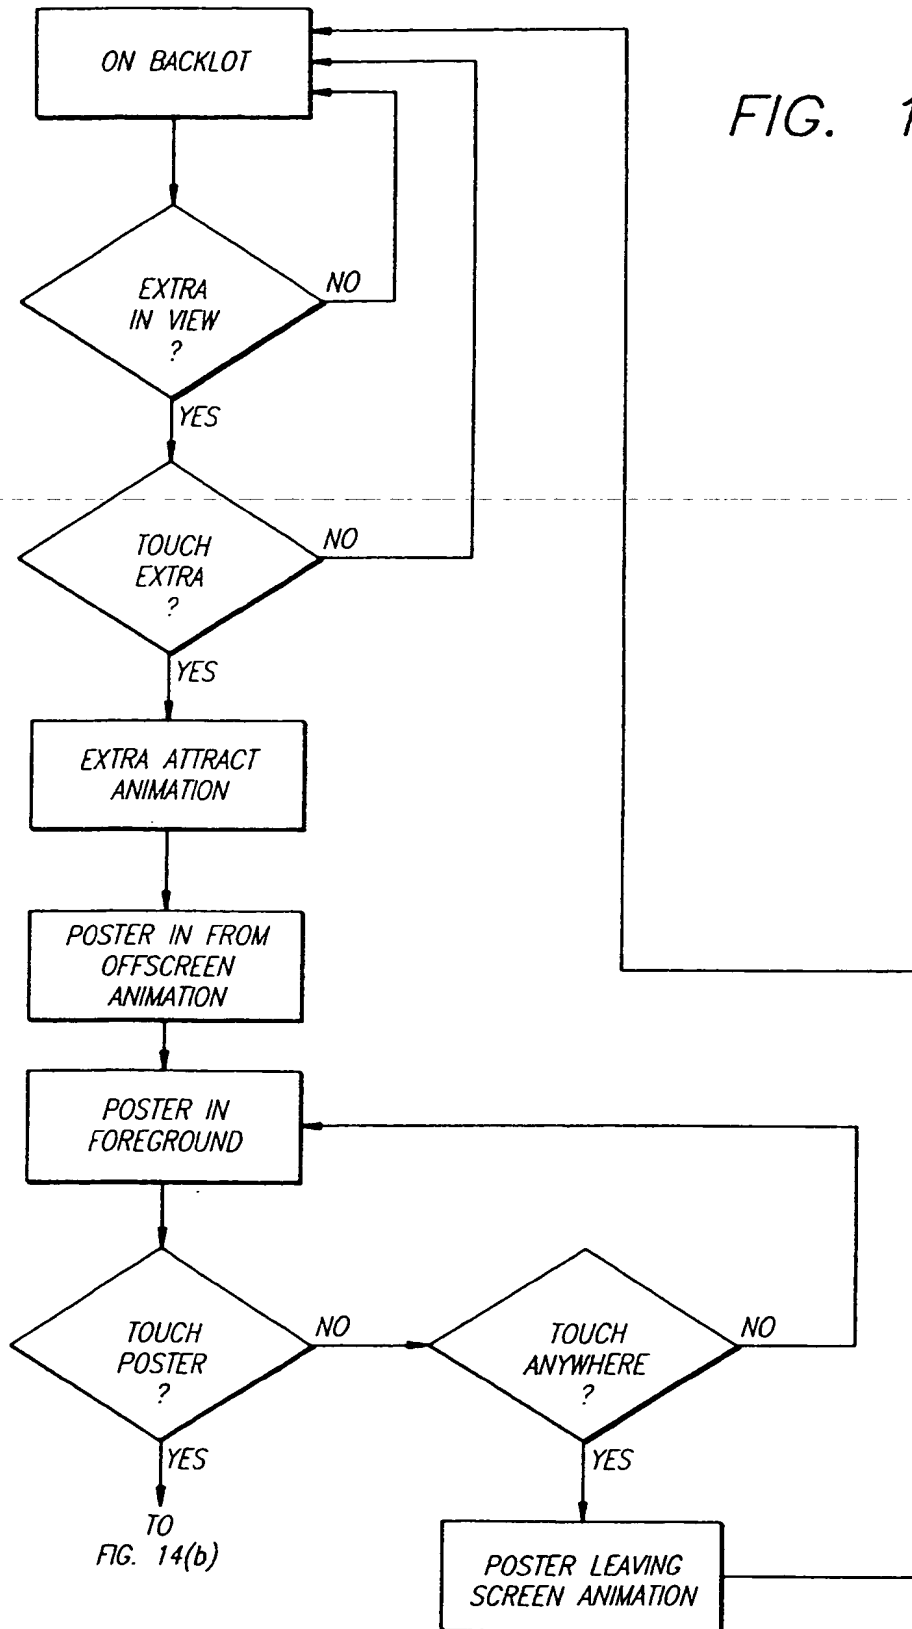 ON BACKLOT
FIG. 1
EXTRA
IN VIEW
?
NO
YES
TOUCH
EXTRA
?
NO
YES
EXTRA ATTRACT
ANIMATION
POSTER IN FROM
OFFSCREEN
ANIMATION
POSTER IN
FOREGROUND
TOUCH
POSTER
?
NO
TOUCH
ANYWHERE
?
NO
YES
TO
FIG. 14(b)
YES
POSTER LEAVING
SCREEN ANIMATION